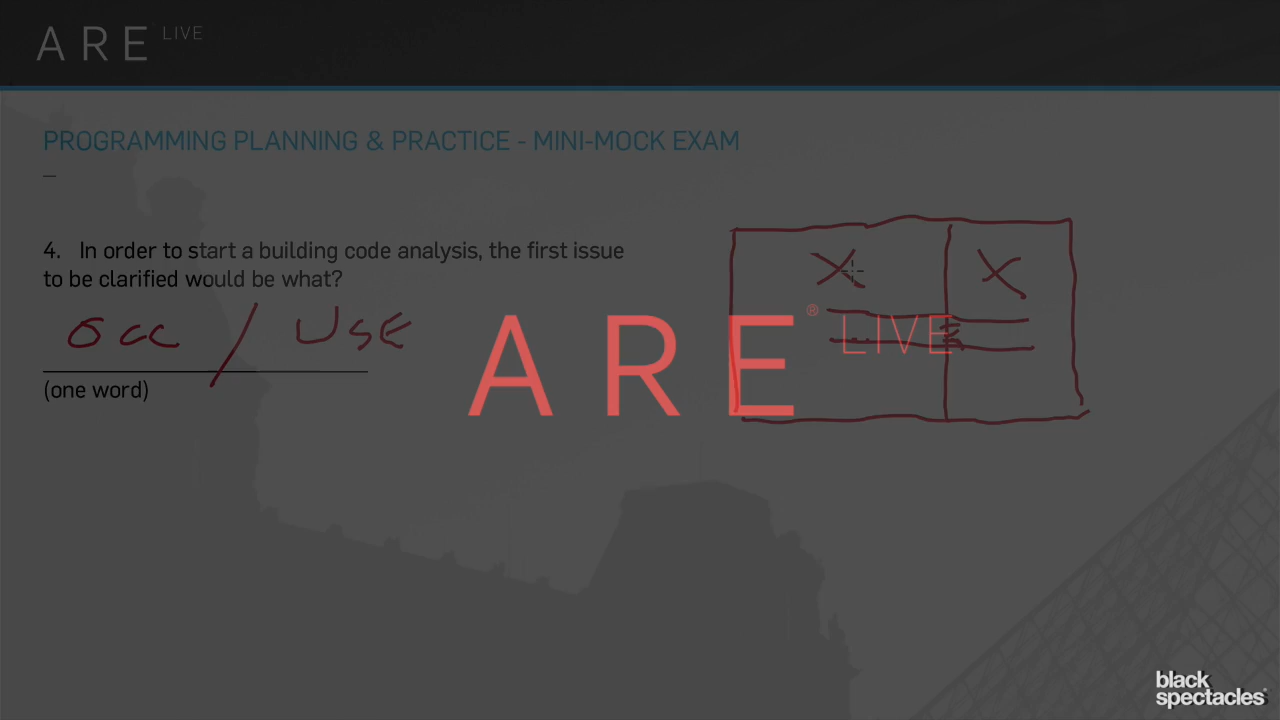 ARE LIVE
PROGRAMMING PLANNING & PRACTICE - MINI-MOCK EXAM
4. In order to start a building code analysis, the first issue
to be clarified would be what?
OCC / USE
(one word)
X X
ARE® LIVE
black
spectacles®